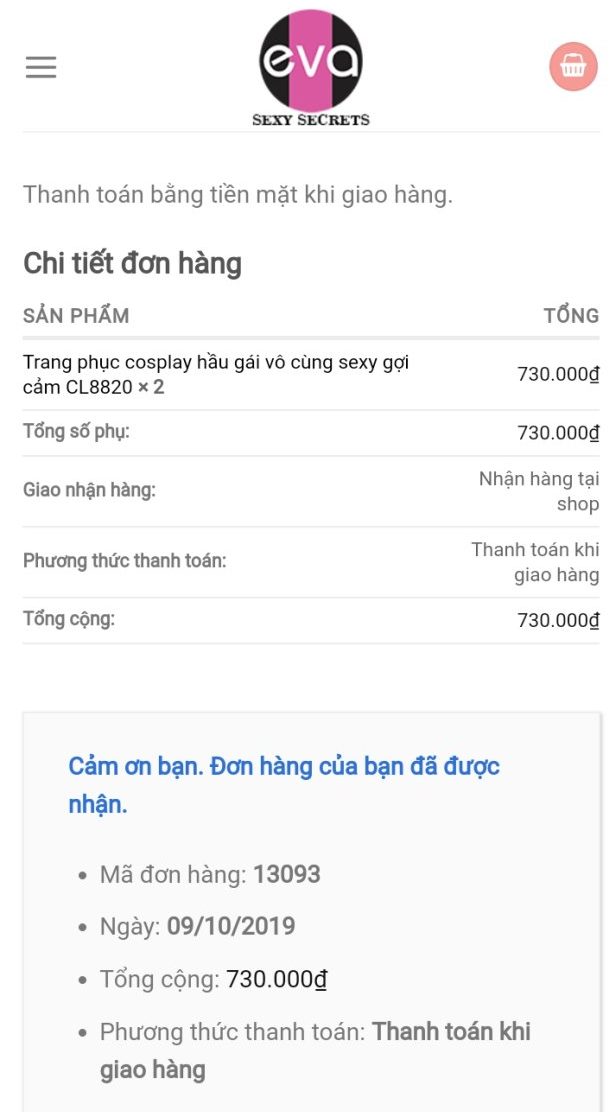 eva
SEXY SECRETS
Thanh toán bằng tiền mặt khi giao hàng.
Chi tiết đơn hàng
SẢN PHẨM TỔNG
Trang phục cosplay hầu gái vô cùng sexy gợi
cảm CL8820 × 2 730.000₫
Tổng số phụ: 730.000₫
Giao nhận hàng: Nhận hàng tại
shop
Phương thức thanh toán: Thanh toán khi
giao hàng
Tổng cộng: 730.000₫
Cảm ơn bạn. Đơn hàng của bạn đã được
nhận.
• Mã đơn hàng: 13093
• Ngày: 09/10/2019
• Tổng cộng: 730.000₫
• Phương thức thanh toán: Thanh toán khi
giao hàng